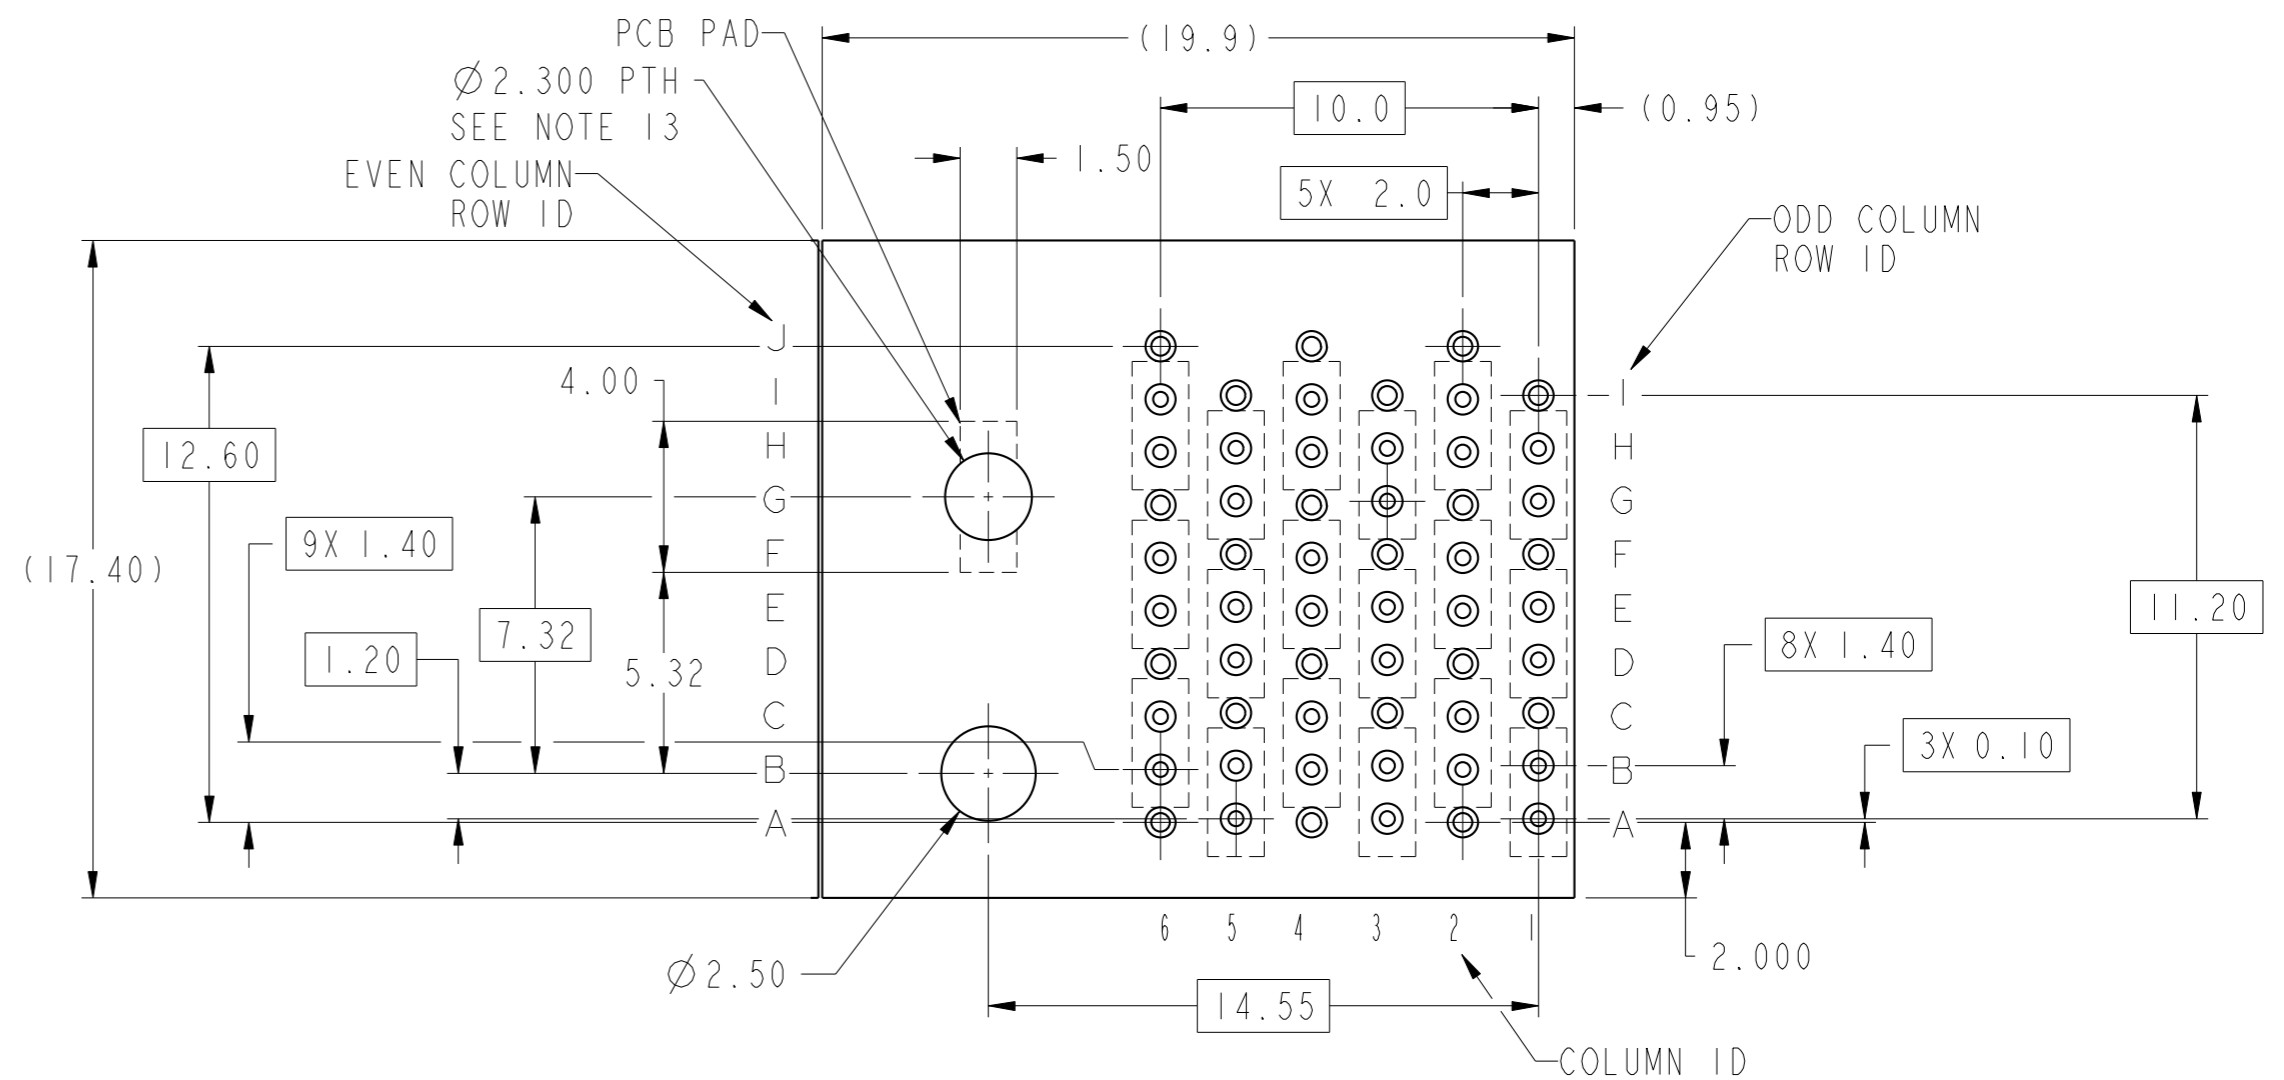 PCB PAD
(19.9)
Ø2.300 PTH
SEE NOTE 13
10.0
(0.95)
1.50
EVEN COLUMN
ROW ID
5X 2.0
ODD COLUMN
ROW ID
J
4.00
I
I
12.60
H
H
G
G
9X 1.40
F
F
(17.40)
E
E
11.20
7.32
1.20
5.32
D
D
8X 1.40
C
C
3X 0.10
B
B
A
A
6 5 4 3 2 1
2.000
Ø2.50
14.55
COLUMN ID